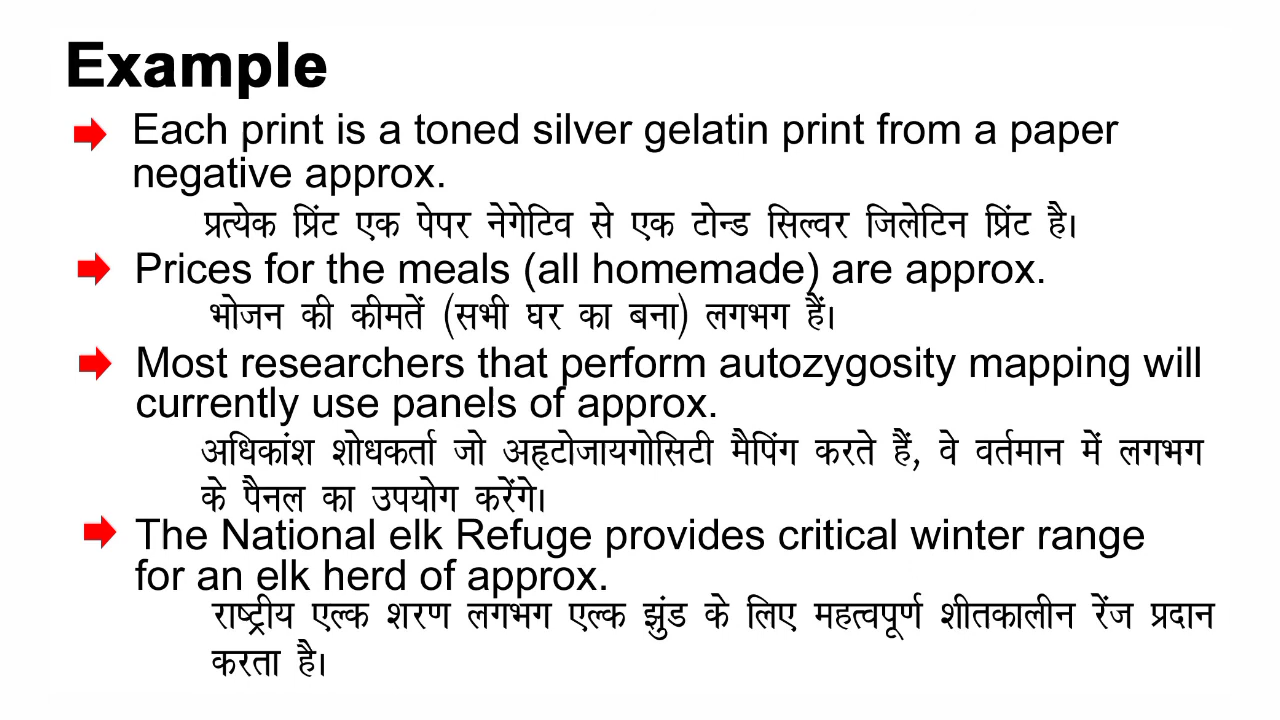 Example
Each print is a toned silver gelatin print from a paper
negative approx.
प्रत्येक प्रिंट एक पेपर नेगेटिव से एक टोन्ड सिल्वर जिलेटिन प्रिंट है।
Prices for the meals (all homemade) are approx.
भोजन की कीमतें (सभी घर का बना) लगभग हैं।
Most researchers that perform autozygosity mapping will
currently use panels of approx.
अधिकांश शोधकर्ता जो अहृटोजायगोसिटी मैपिंग करते हैं, वे वर्तमान में लगभग
के पैनल का उपयोग करेंगे।
The National elk Refuge provides critical winter range
for an elk herd of approx.
राष्ट्रीय एल्क शरण लगभग एल्क झुंड के लिए महत्वपूर्ण शीतकालीन रेंज प्रदान
करता है।